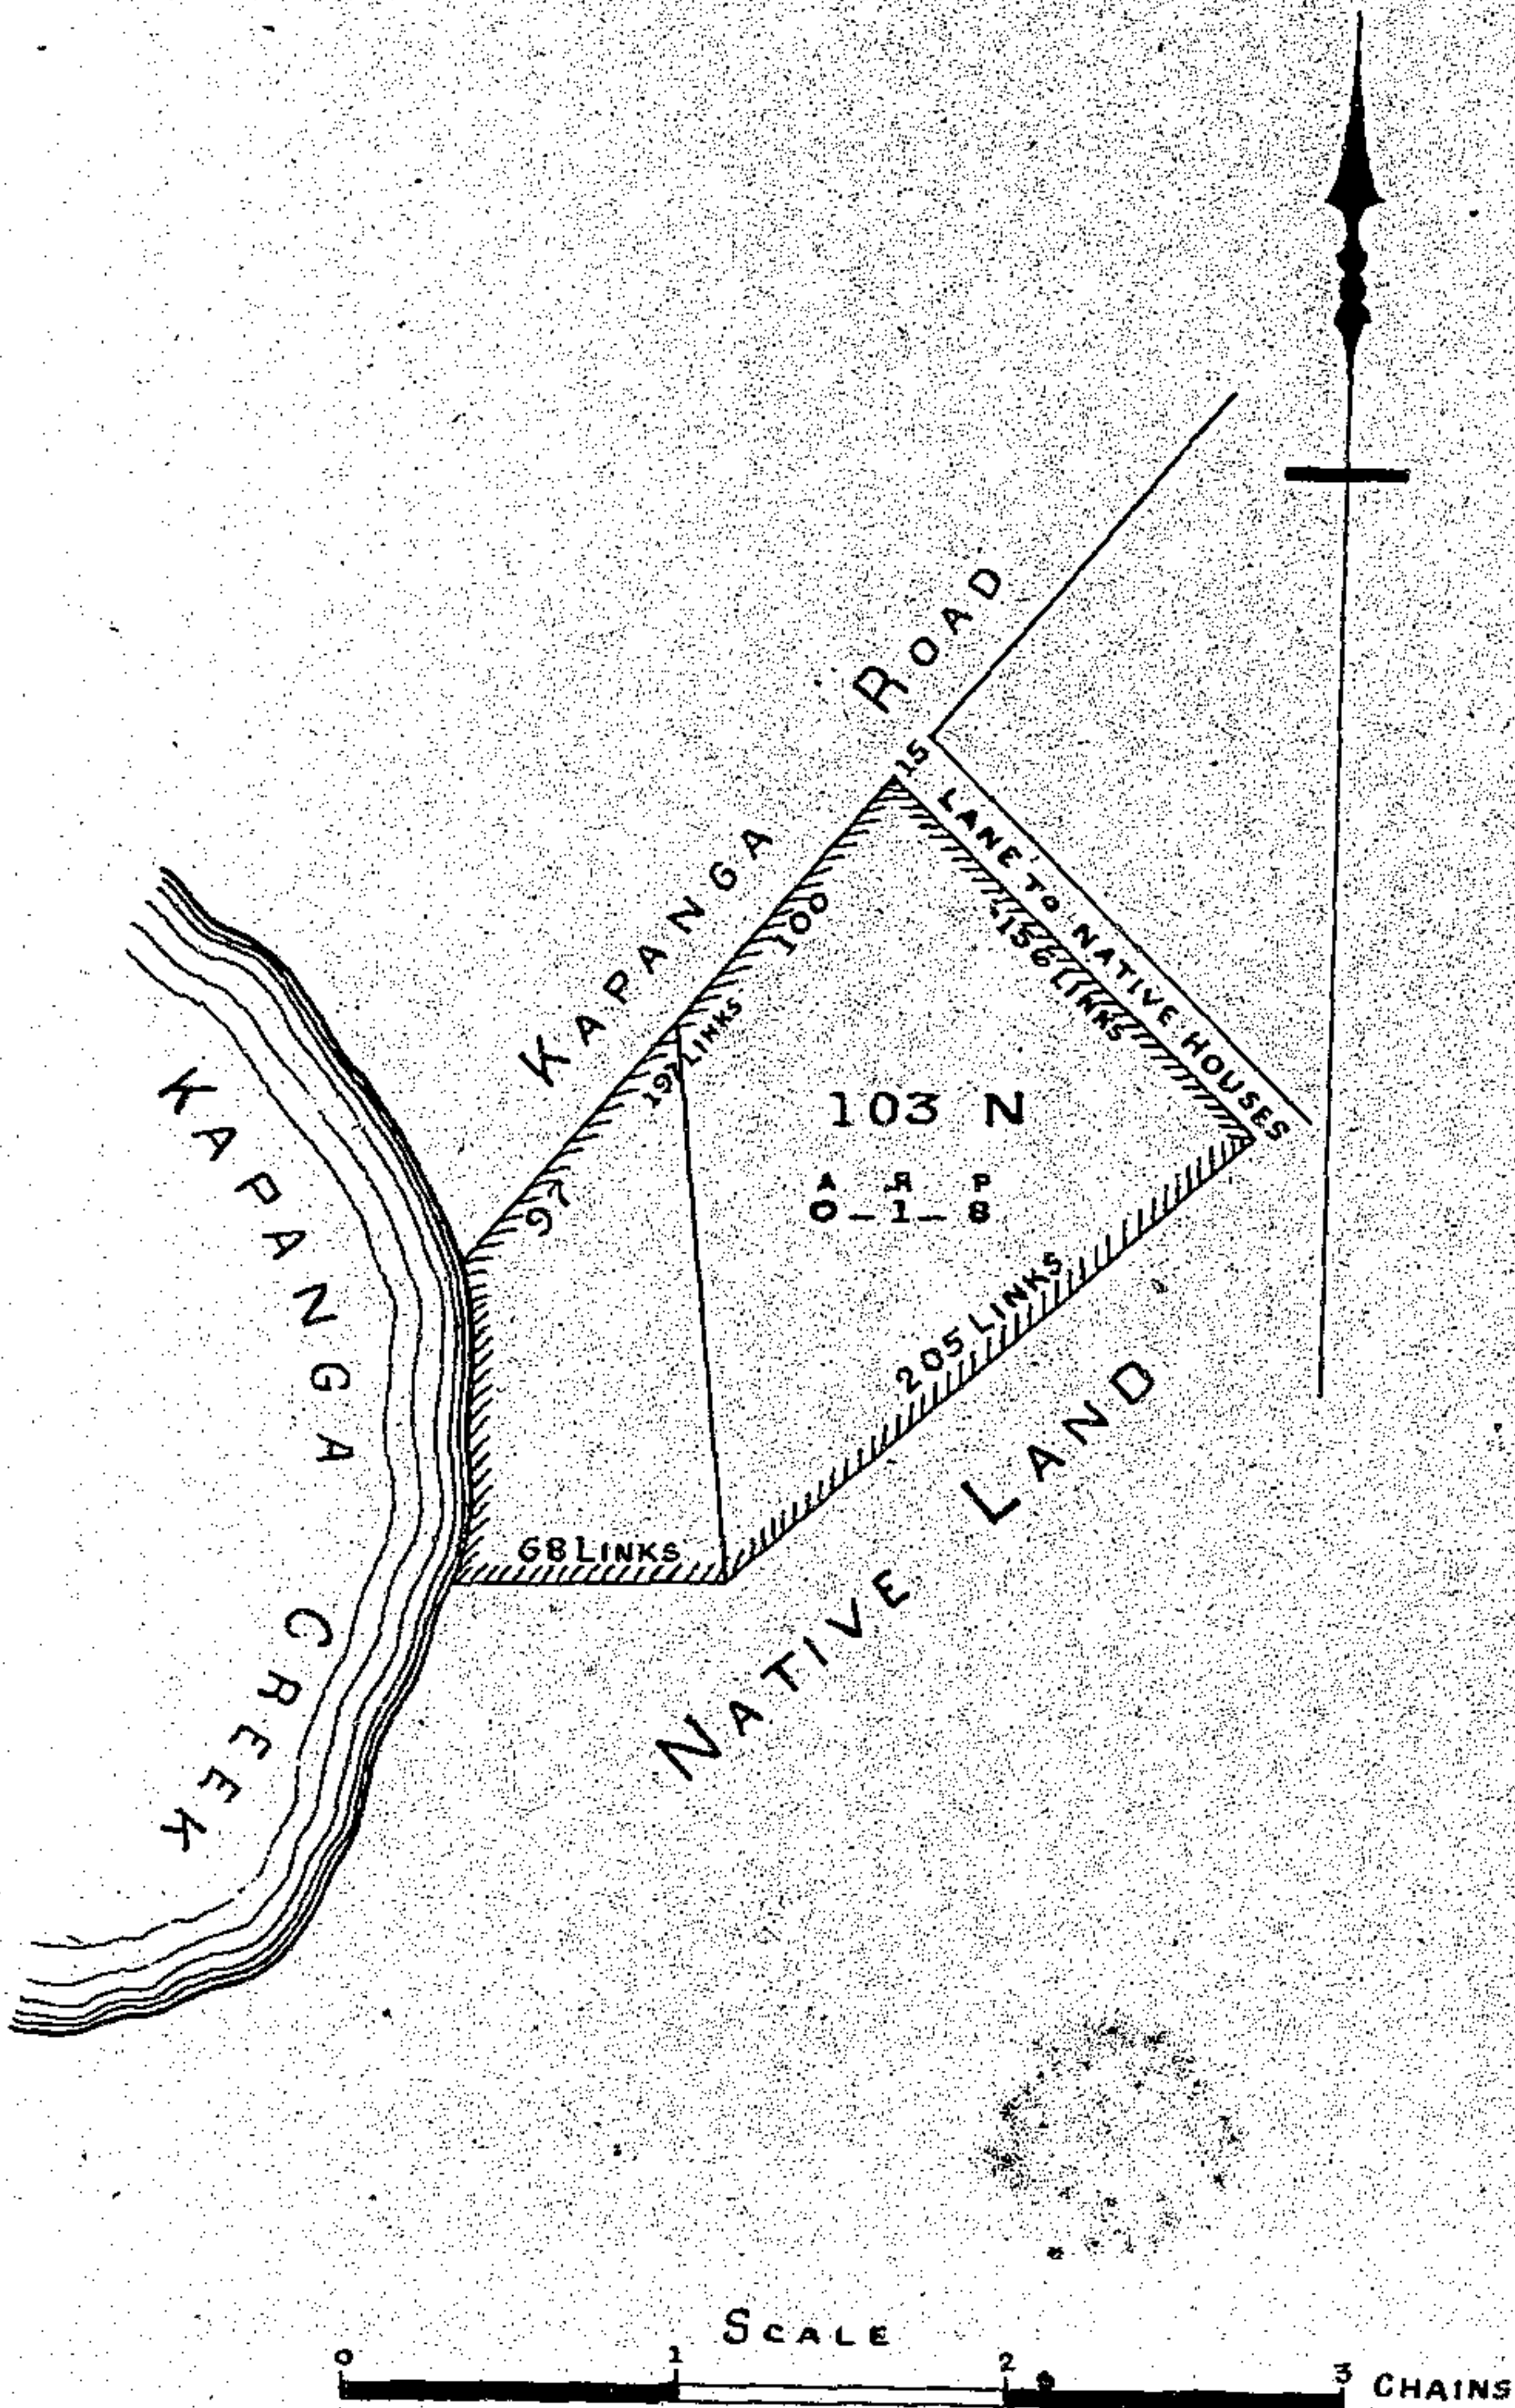 KAPANGA ROAD
15
LANE TO NATIVE HOUSES
100
156 LINKS
197 LINKS
97
103 N
A R P
0-1-8
205 LINKS
68 LINKS
NATIVE LAND
KAPANGA CREEK
SCALE
0 1 2 3 CHAINS